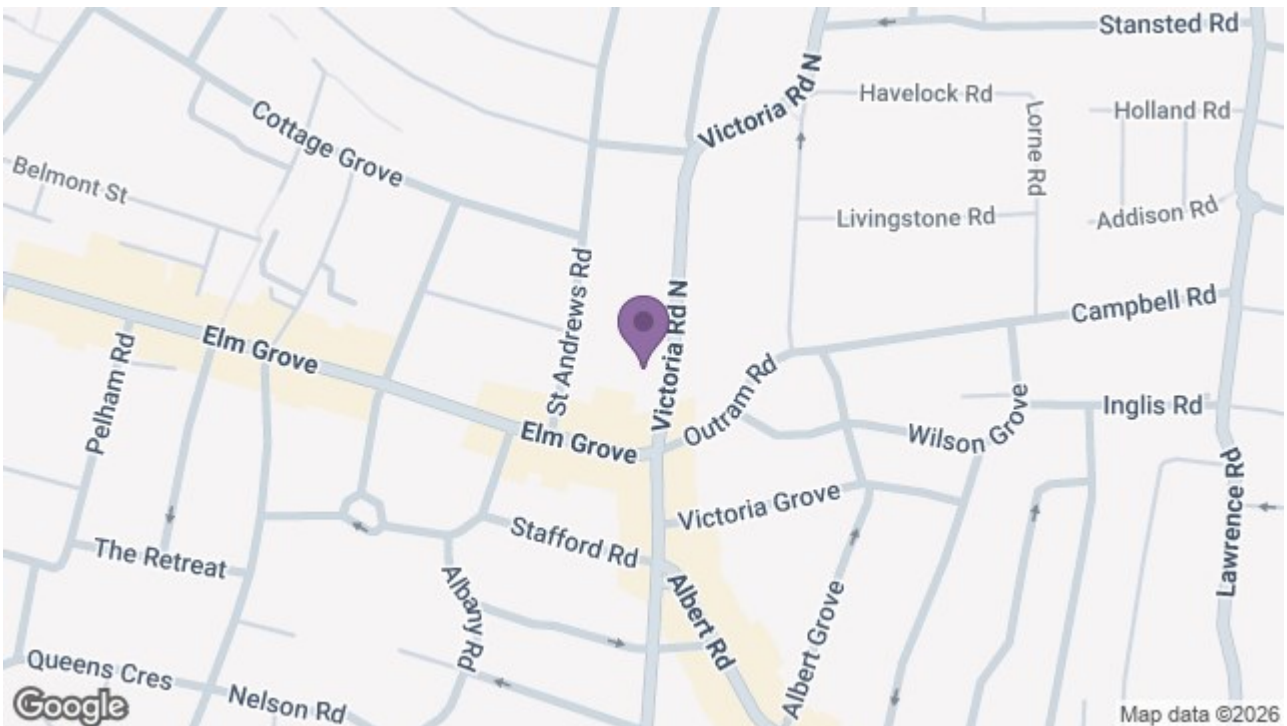 Stansted Rd
Victoria Rd N
Havelock Rd
Holland Rd
Lorne Rd
Cottage Grove
Belmont St
Livingstone Rd
Addison Rd
St Andrews Rd
Victoria Rd N
Campbell Rd
Elm Grove
Pelham Rd
Outram Rd
Inglis Rd
Wilson Grove
Elm Grove
Lawrence Rd
Victoria Grove
Stafford Rd
The Retreat
Albany Rd
Albert Rd
Albert Grove
Queens Cres
Nelson Rd
Google
Map data ©2026